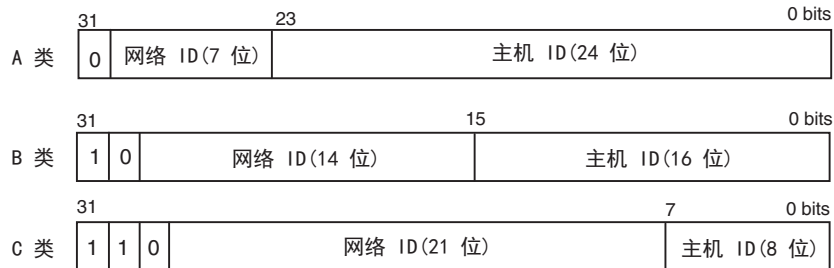 31 23 0 bits
A 类 0 网络 ID(7 位) 主机 ID(24 位)
31 15 0 bits
B 类 1 0 网络 ID(14 位) 主机 ID(16 位)
31 7 0 bits
C 类 1 1 0 网络 ID(21 位) 主机 ID(8 位)